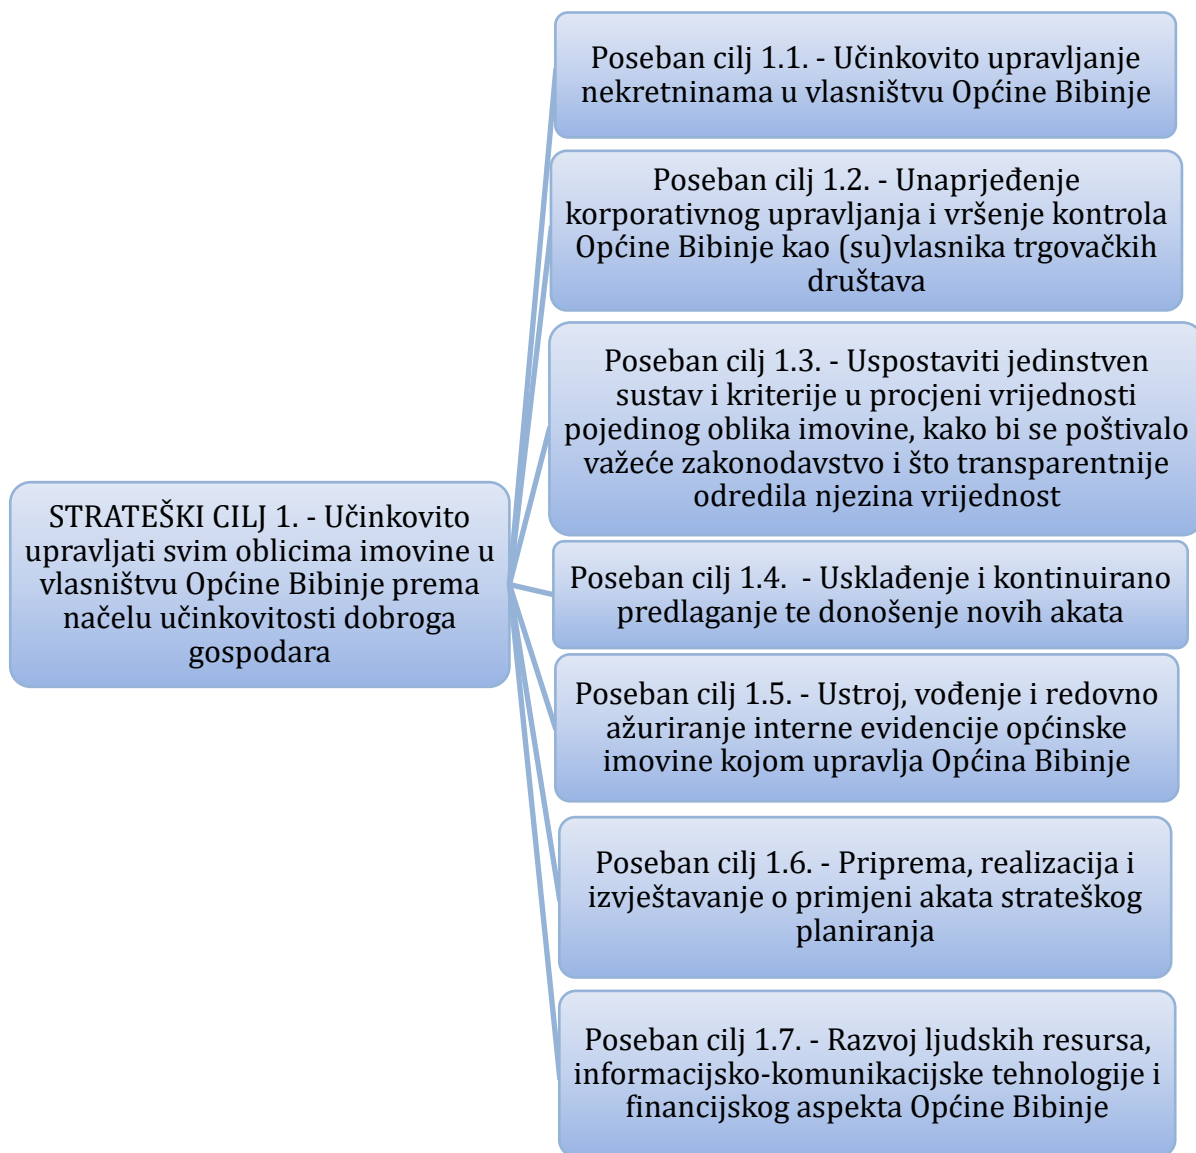 Poseban cilj 1.1. - Učinkovito upravljanje
nekretninama u vlasništvu Općine Bibinje
Poseban cilj 1.2. - Unaprjeđenje
korporativnog upravljanja i vršenje kontrola
Općine Bibinje kao (su)vlasnika trgovačkih
društava
Poseban cilj 1.3. - Uspostaviti jedinstven
sustav i kriterije u procjeni vrijednosti
pojedinog oblika imovine, kako bi se poštivalo
važeće zakonodavstvo i što transparentnije
odredila njezina vrijednost
STRATEŠKI CILJ 1. - Učinkovito
upravljati svim oblicima imovine u
vlasništvu Općine Bibinje prema
načelu učinkovitosti dobroga
gospodara
Poseban cilj 1.4. - Usklađenje i kontinuirano
predlaganje te donošenje novih akata
Poseban cilj 1.5. - Ustroj, vođenje i redovno
ažuriranje interne evidencije općinske
imovine kojom upravlja Općina Bibinje
Poseban cilj 1.6. - Priprema, realizacija i
izvještavanje o primjeni akata strateškog
planiranja
Poseban cilj 1.7. - Razvoj ljudskih resursa,
informacijsko-komunikacijske tehnologije i
financijskog aspekta Općine Bibinje